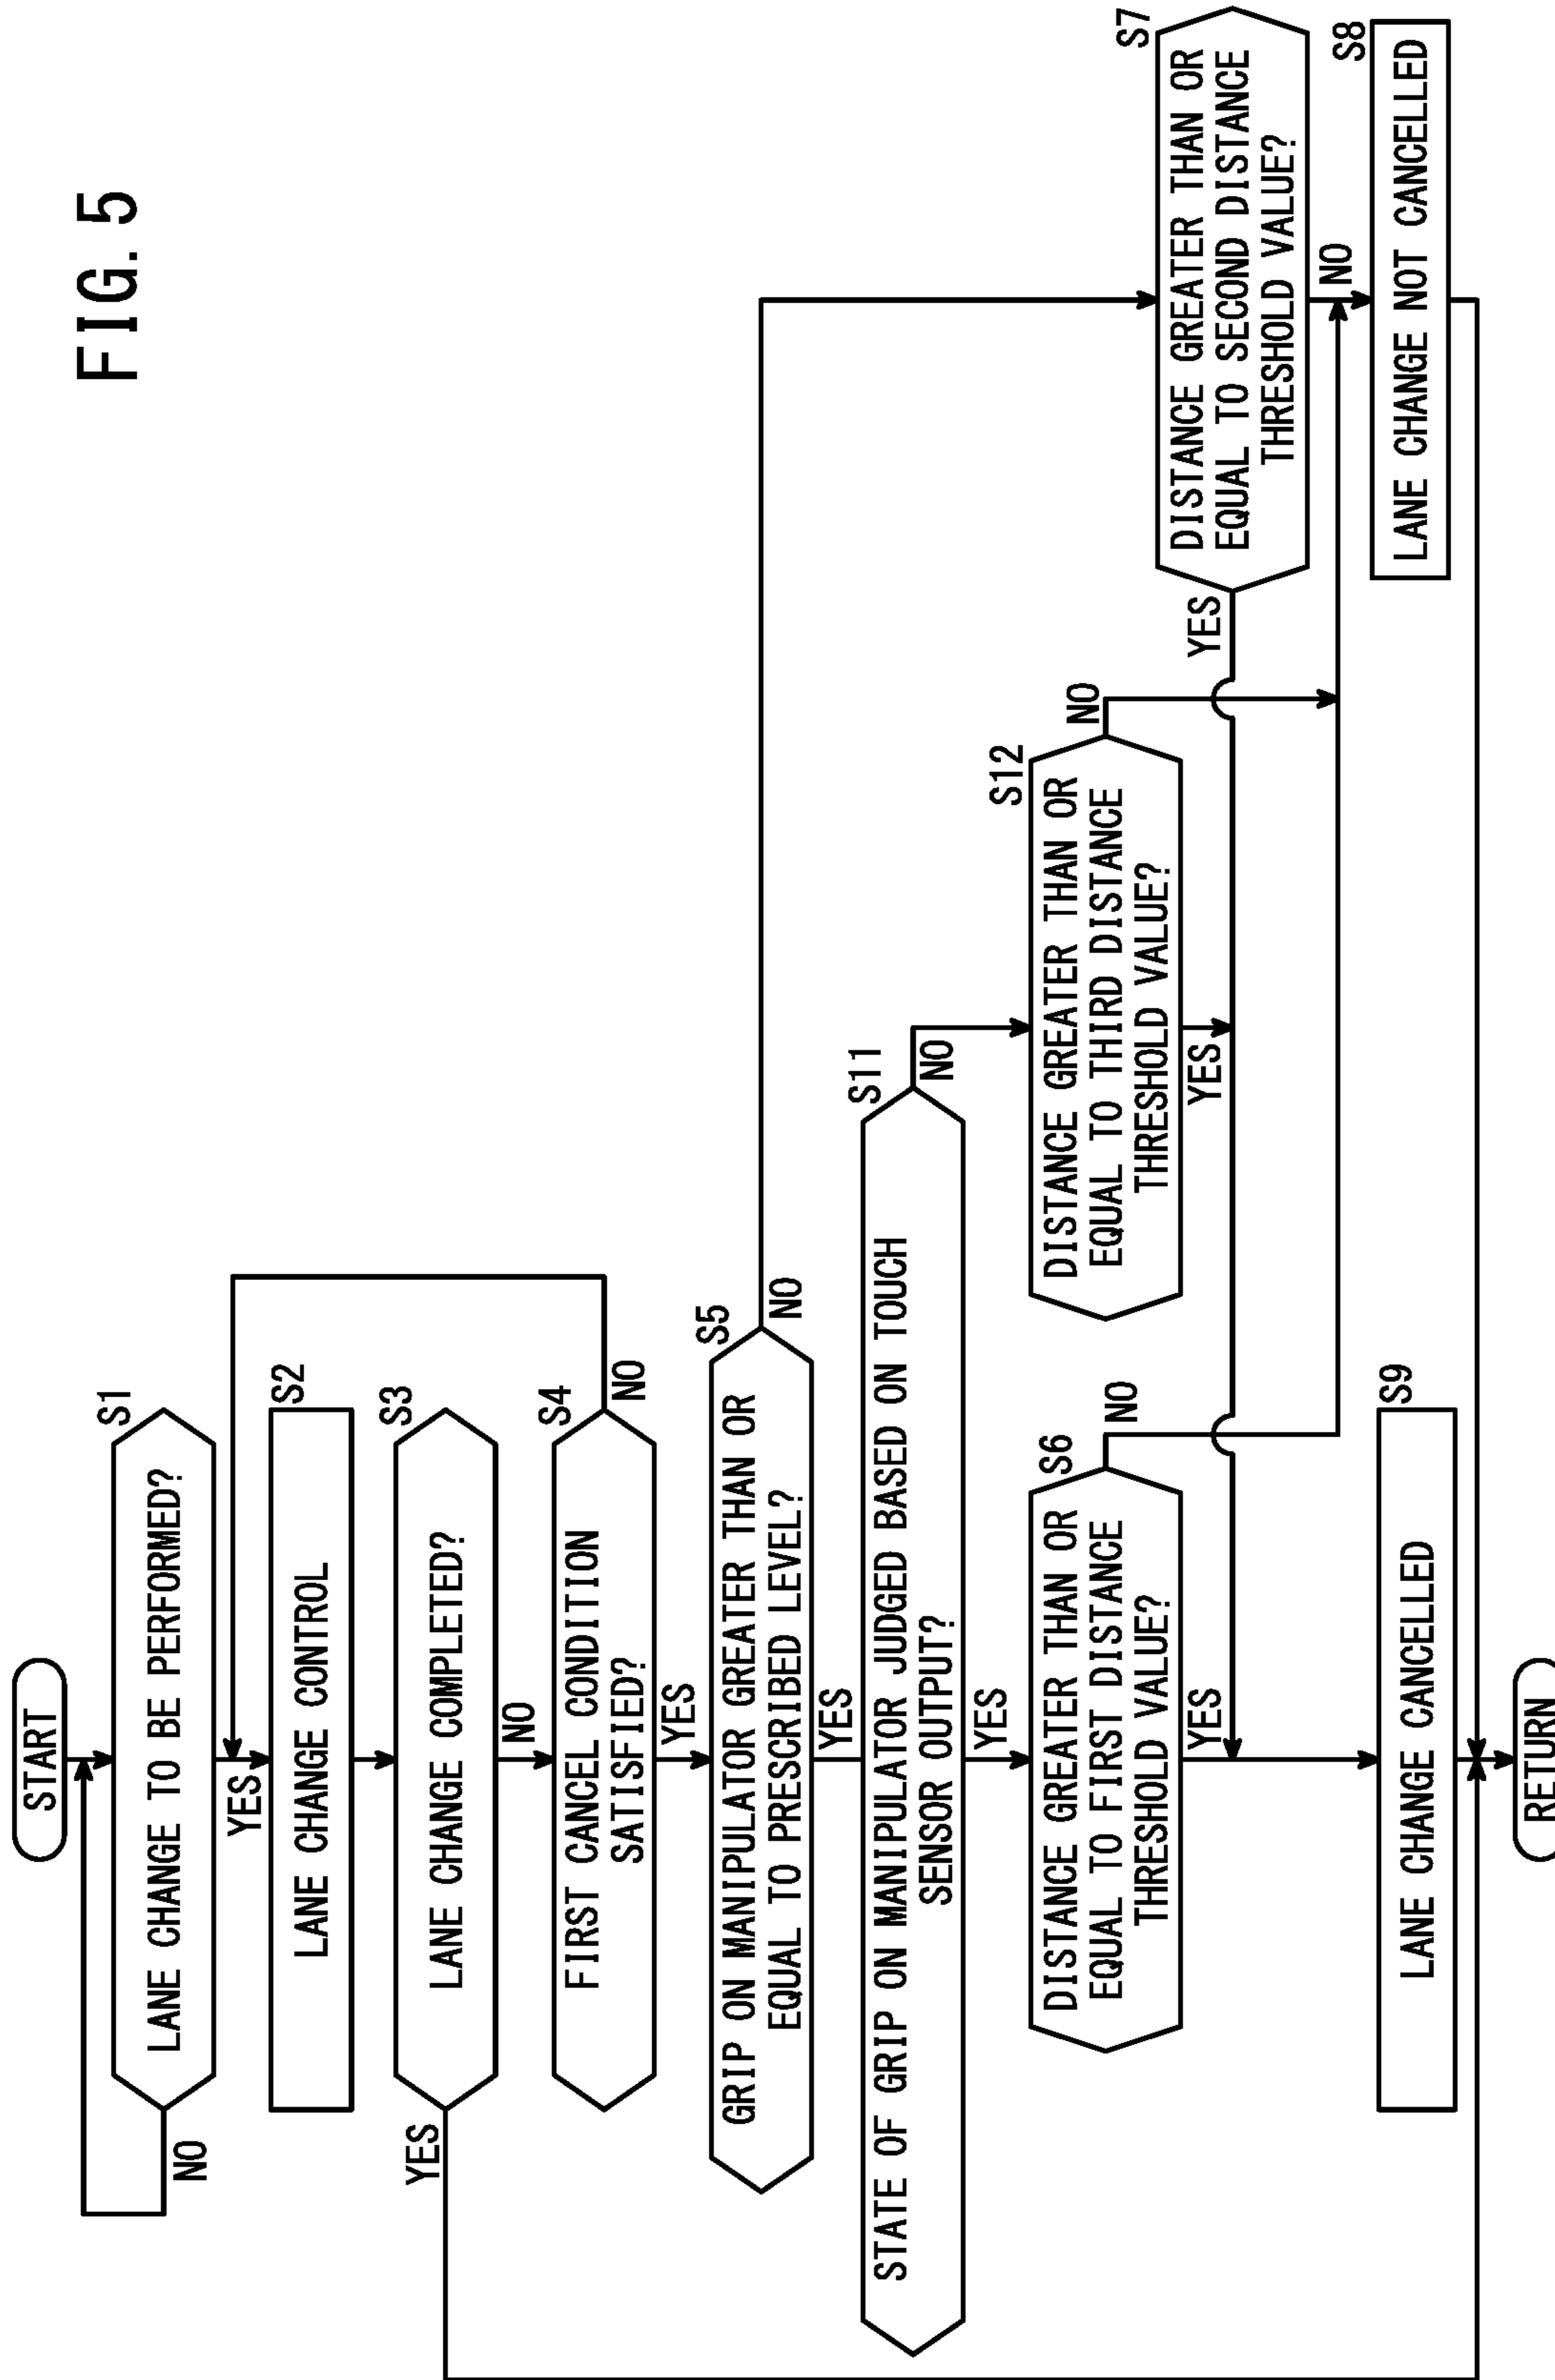 FIG. 5
START
S1
LANE CHANGE TO BE PERFORMED?
NO
YES
S2
LANE CHANGE CONTROL
S3
LANE CHANGE COMPLETED?
YES
NO
S4
FIRST CANCEL CONDITION
SATISFIED?
NO
YES
S5
GRIP ON MANIPULATOR GREATER THAN OR
EQUAL TO PRESCRIBED LEVEL?
NO
YES
S11
STATE OF GRIP ON MANIPULATOR JUDGED BASED ON TOUCH
SENSOR OUTPUT?
NO
YES
S6
DISTANCE GREATER THAN OR
EQUAL TO FIRST DISTANCE
THRESHOLD VALUE?
NO
YES
S12
DISTANCE GREATER THAN OR
EQUAL TO THIRD DISTANCE
THRESHOLD VALUE?
NO
YES
S7
DISTANCE GREATER THAN OR
EQUAL TO SECOND DISTANCE
THRESHOLD VALUE?
YES
NO
S9
LANE CHANGE CANCELLED
S8
LANE CHANGE NOT CANCELLED
RETURN